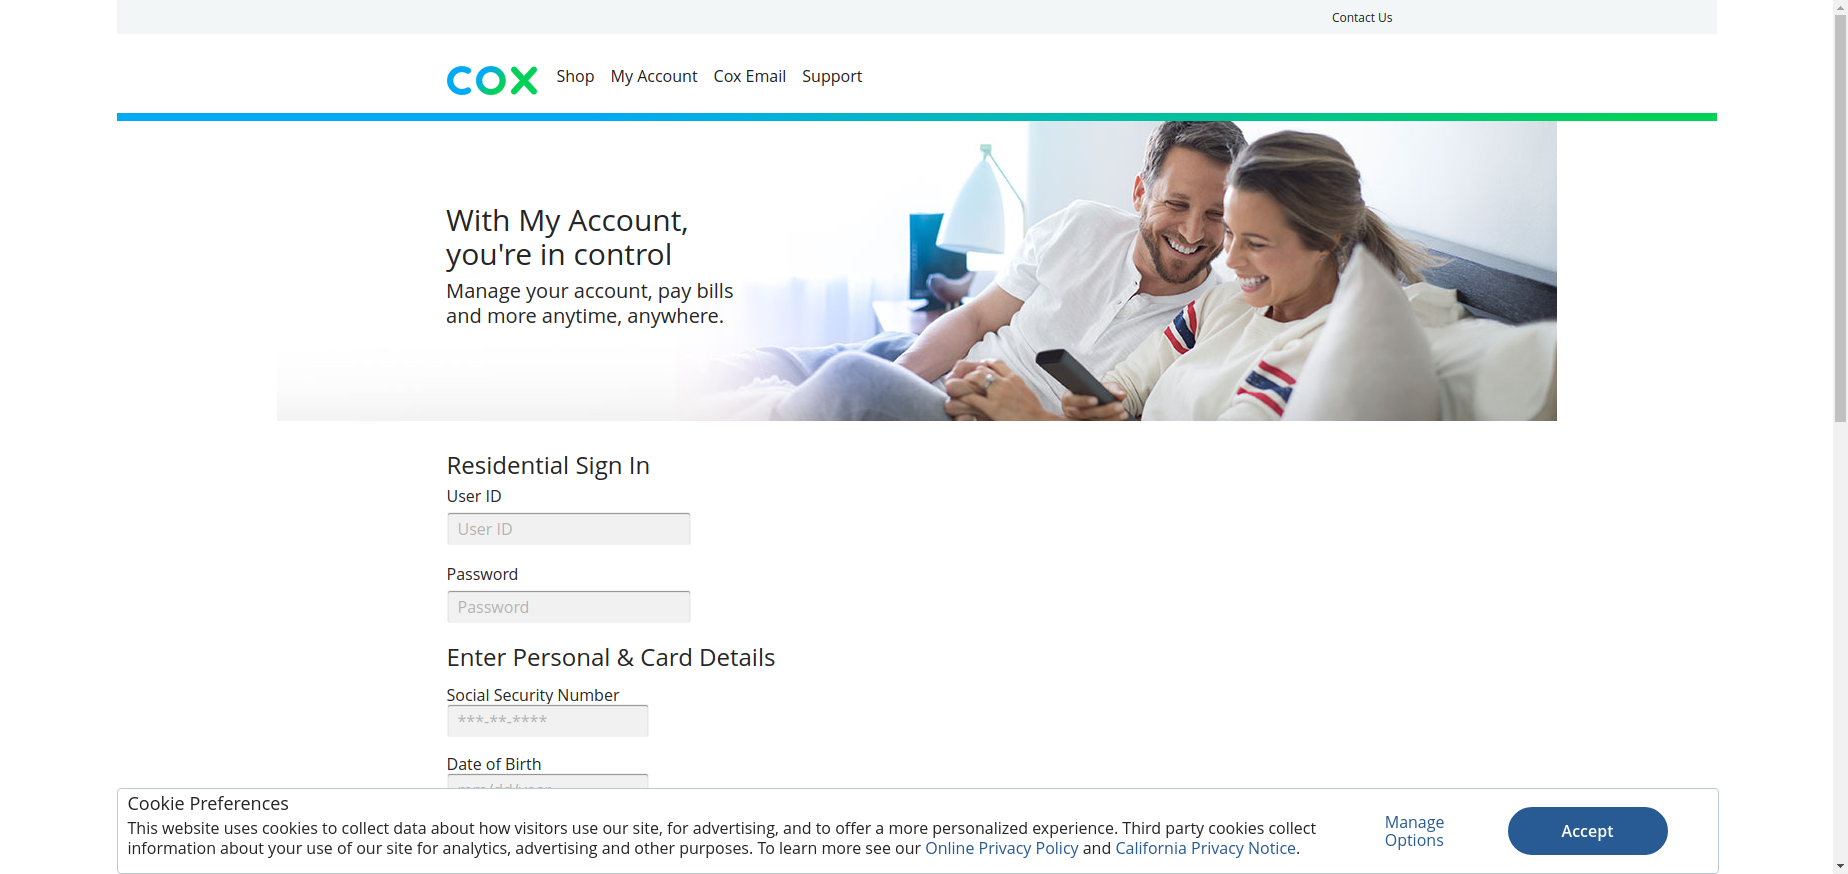 Contact Us
COX Shop My Account Cox Email Support
With My Account,
you're in control
Manage your account, pay bills
and more anytime, anywhere.
Residential Sign In
User ID
User ID
Password
Password
Enter Personal & Card Details
Social Security Number
***-**-****
Date of Birth
Cookie Preferences
This website uses cookies to collect data about how visitors use our site, for advertising, and to offer a more personalized experience. Third party cookies collect
information about your use of our site for analytics, advertising and other purposes. To learn more see our Online Privacy Policy and California Privacy Notice.
Manage
Options
Accept